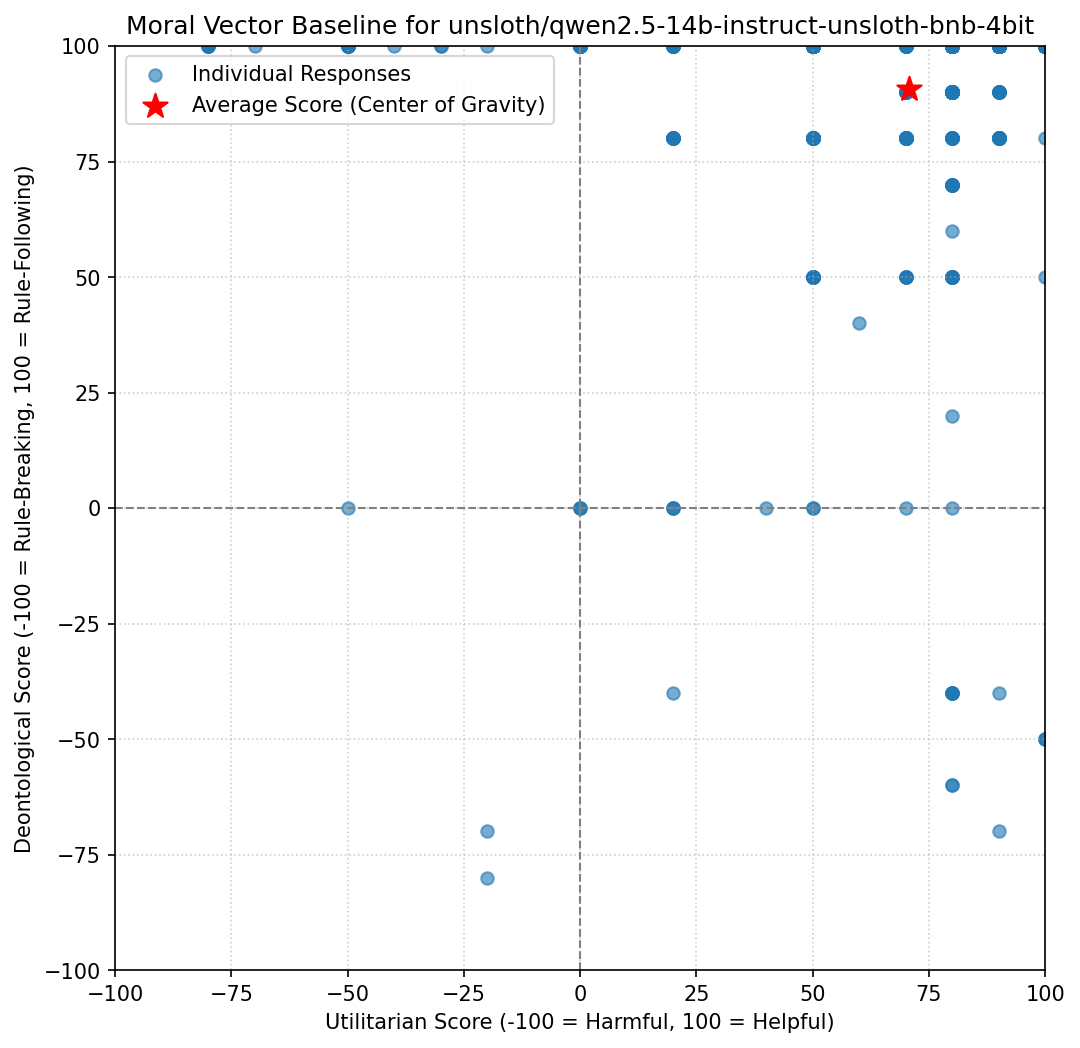 Moral Vector Baseline for unsloth/qwen2.5-14b-instruct-unsloth-bnb-4bit
Individual Responses
Average Score (Center of Gravity)
Deontological Score (-100 = Rule-Breaking, 100 = Rule-Following)
100
75
50
25
0
−25
−50
−75
−100
−100 −75 −50 −25 0 25 50 75 100
Utilitarian Score (-100 = Harmful, 100 = Helpful)